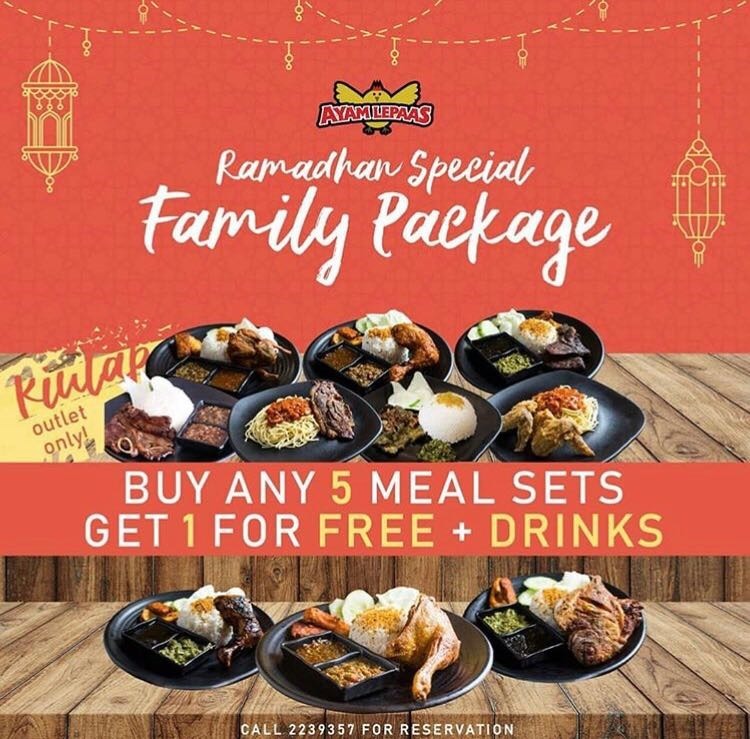 AYAM LEPAAS
Ramadhan Special
Family Package
Kiulap
outlet
only!
BUY ANY 5 MEAL SETS
GET 1 FOR FREE + DRINKS
CALL 2239357 FOR RESERVATION